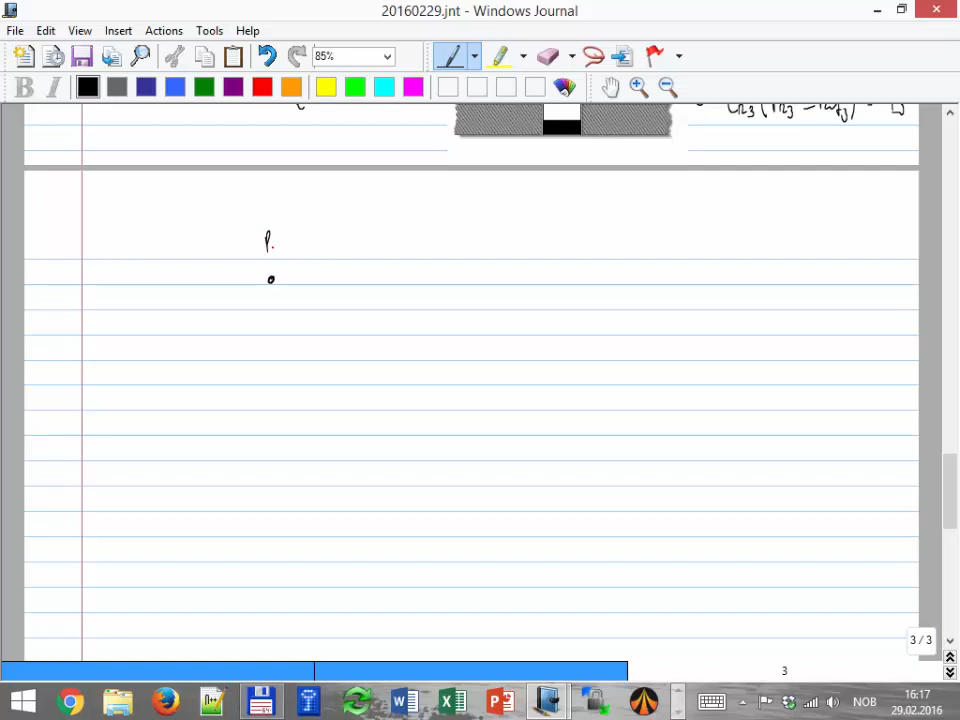 20160229.jnt - Windows Journal
File Edit View Insert Actions Tools Help
85%
B I
P.
3 / 3
3
NOB
16:17
29.02.2016